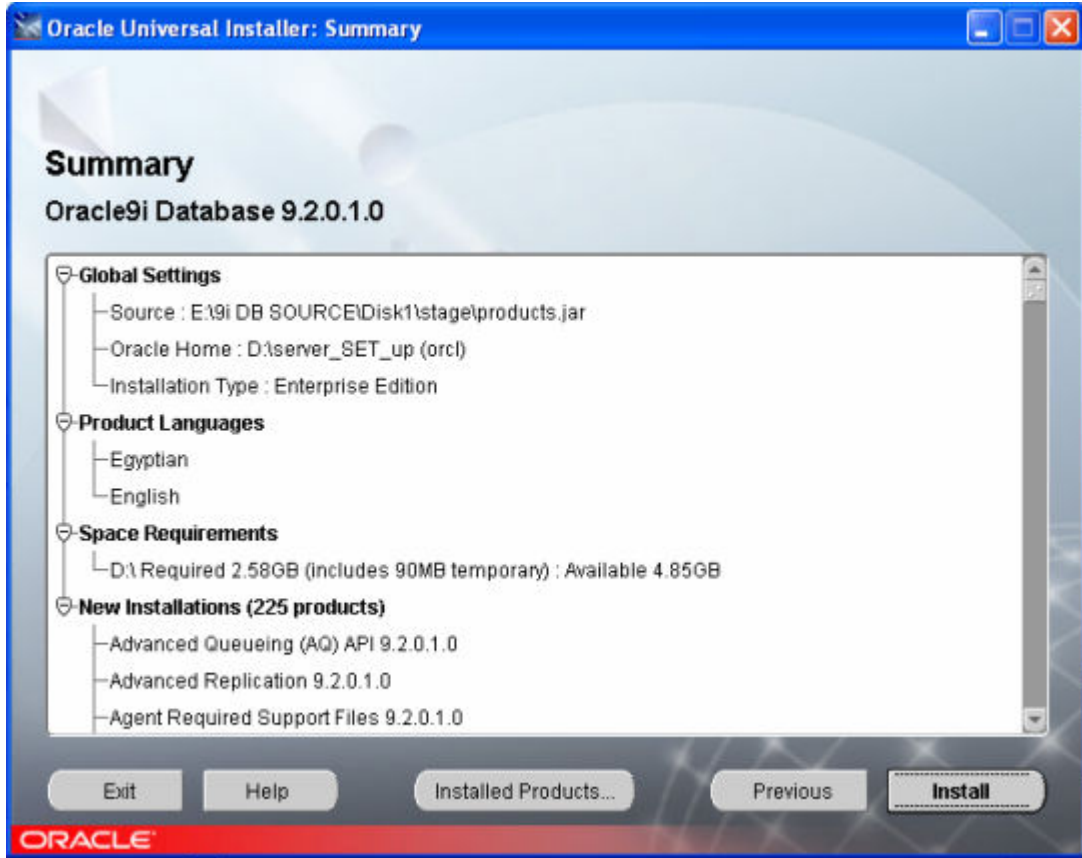 Oracle Universal Installer: Summary
Summary
Oracle9i Database 9.2.0.1.0
Global Settings
Source : E:\9i DB SOURCE\Disk1\stage\products.jar
Oracle Home : D:\server_SET_up (orcl)
Installation Type : Enterprise Edition
Product Languages
Egyptian
English
Space Requirements
D:\ Required 2.58GB (includes 90MB temporary) : Available 4.85GB
New Installations (225 products)
Advanced Queueing (AQ) API 9.2.0.1.0
Advanced Replication 9.2.0.1.0
Agent Required Support Files 9.2.0.1.0
Exit Help Installed Products... Previous Install
ORACLE